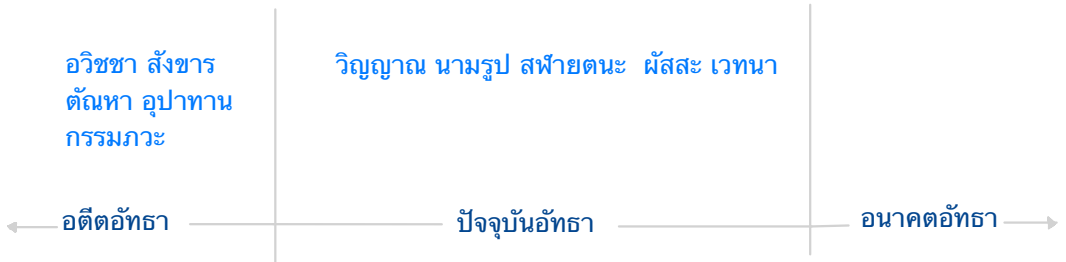 อวิชชา สังขาร
ตัณหา อุปาทาน
กรรมภวะ
วิญญาณ นามรูป สฬายตนะ ผัสสะ เวทนา
อตีตอัทธา
ปัจจุบันอัทธา
อนาคตอัทธา